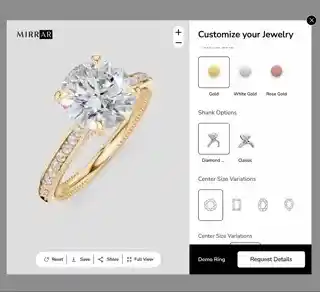 MIRRAR
+
−
Customize your Jewelry
Gold
White Gold
Rose Gold
Shank Options
Diamond ...
Classic
Center Size Variations
Center Size Variations
Reset
Size
Share
Full View
Demo Ring
Request Details